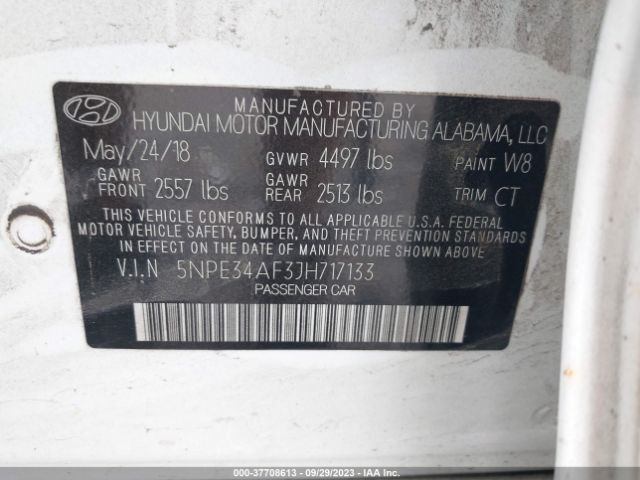 MANUFACTURED BY
HYUNDAI MOTOR MANUFACTURING ALABAMA, LLC
May/24/18 GVWR 4497 lbs PAINT W8
GAWR FRONT 2557 lbs GAWR REAR 2513 lbs TRIM CT
THIS VEHICLE CONFORMS TO ALL APPLICABLE U.S.A. FEDERAL
MOTOR VEHICLE SAFETY, BUMPER, AND THEFT PREVENTION STANDARDS
IN EFFECT ON THE DATE OF MANUFACTURE SHOWN ABOVE
V.I.N 5NPE34AF3JH717133
PASSENGER CAR
000-37708613 - 09/29/2023 - IAA, Inc.